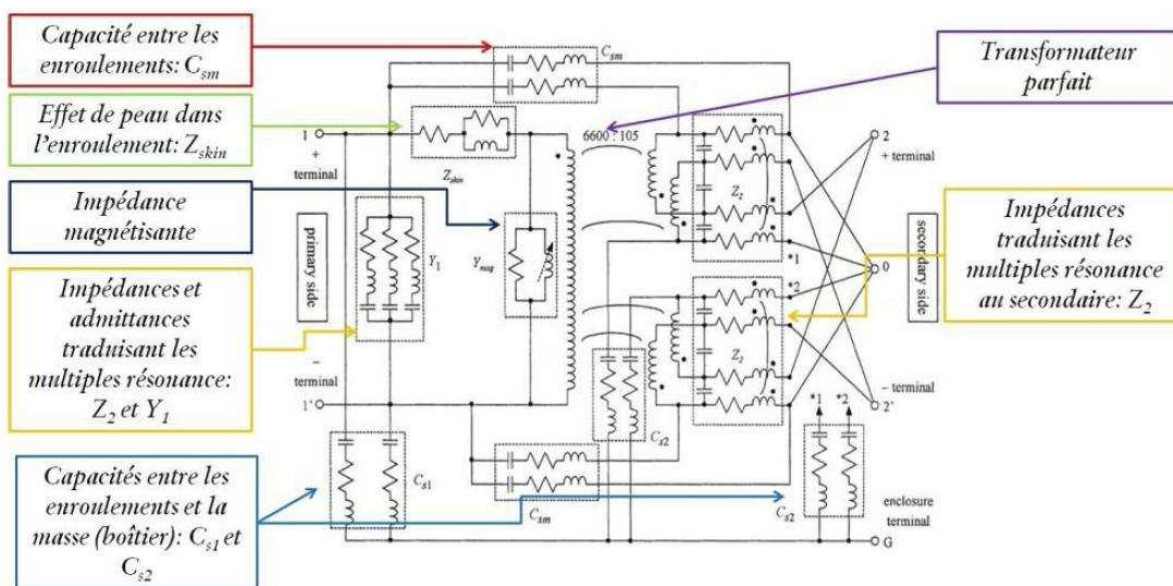 Capacité entre les
enroulements: Csm
Effet de peau dans
l'enroulement: Zskin
Impédance
magnétisante
Impédances et
admittances
traduisant les
multiples résonance:
Z2 et Y1
Capacités entre les
enroulements et la
masse (boîtier): Cs1 et
Cs2
Transformateur
parfait
Impédances
traduisant les
multiples résonance
au secondaire: Z2
Csm
6600 : 105
1
+
terminal
Zskin
primary side
Y1
Ymag
−
terminal
1'
Cs1
Csm
Cs2
Z2
*1
*2
Z2
2
+ terminal
0
secondary side
− terminal
2'
*1
*2
Cs2
enclosure
terminal
G